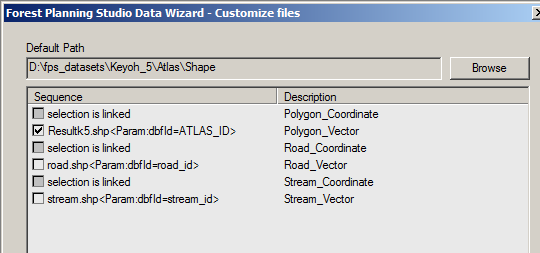 Forest Planning Studio Data Wizard - Customize files
Default Path
D:\fps_datasets\Keyoh_5\Atlas\Shape Browse
Sequence Description
selection is linked Polygon_Coordinate
Resultk5.shp<Param:dbfId=ATLAS_ID> Polygon_Vector
selection is linked Road_Coordinate
road.shp<Param:dbfId=road_id> Road_Vector
selection is linked Stream_Coordinate
stream.shp<Param:dbfId=stream_id> Stream_Vector